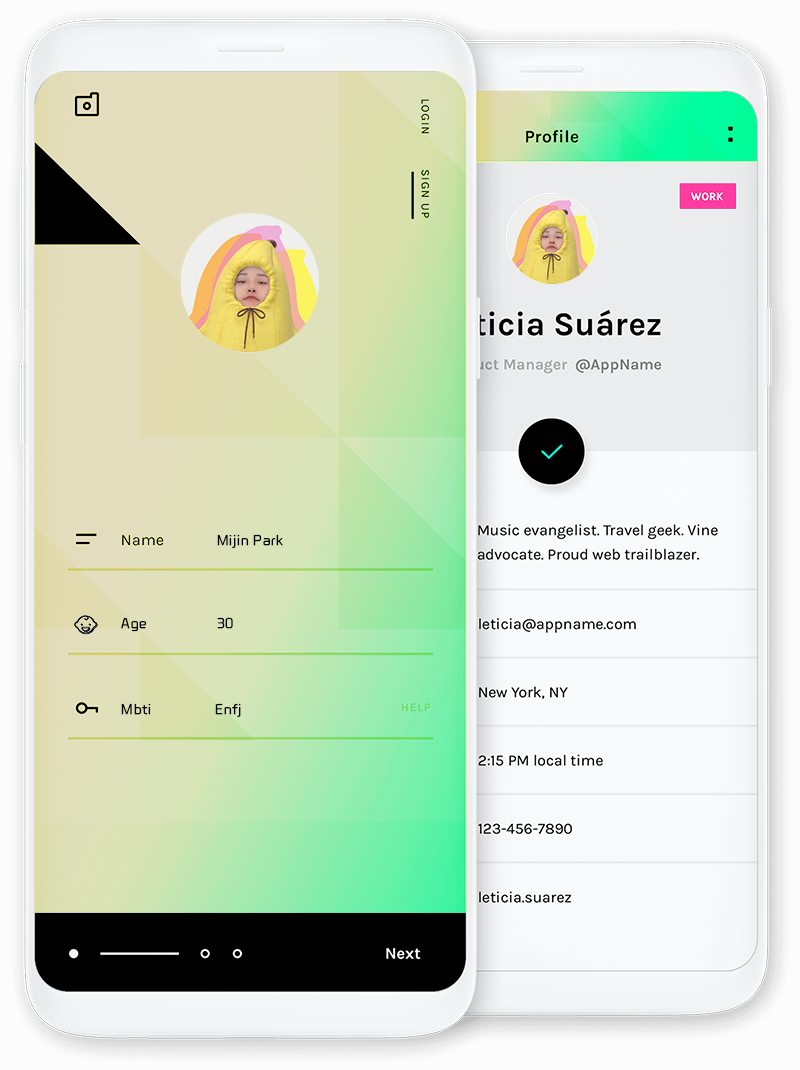 LOGIN
SIGN UP
Name Mijin Park
Age 30
Mbti Enfj HELP
Next
Profile
WORK
ticia Suárez
uct Manager @AppName
Music evangelist. Travel geek. Vine
advocate. Proud web trailblazer.
leticia@appname.com
New York, NY
2:15 PM local time
123-456-7890
leticia.suarez